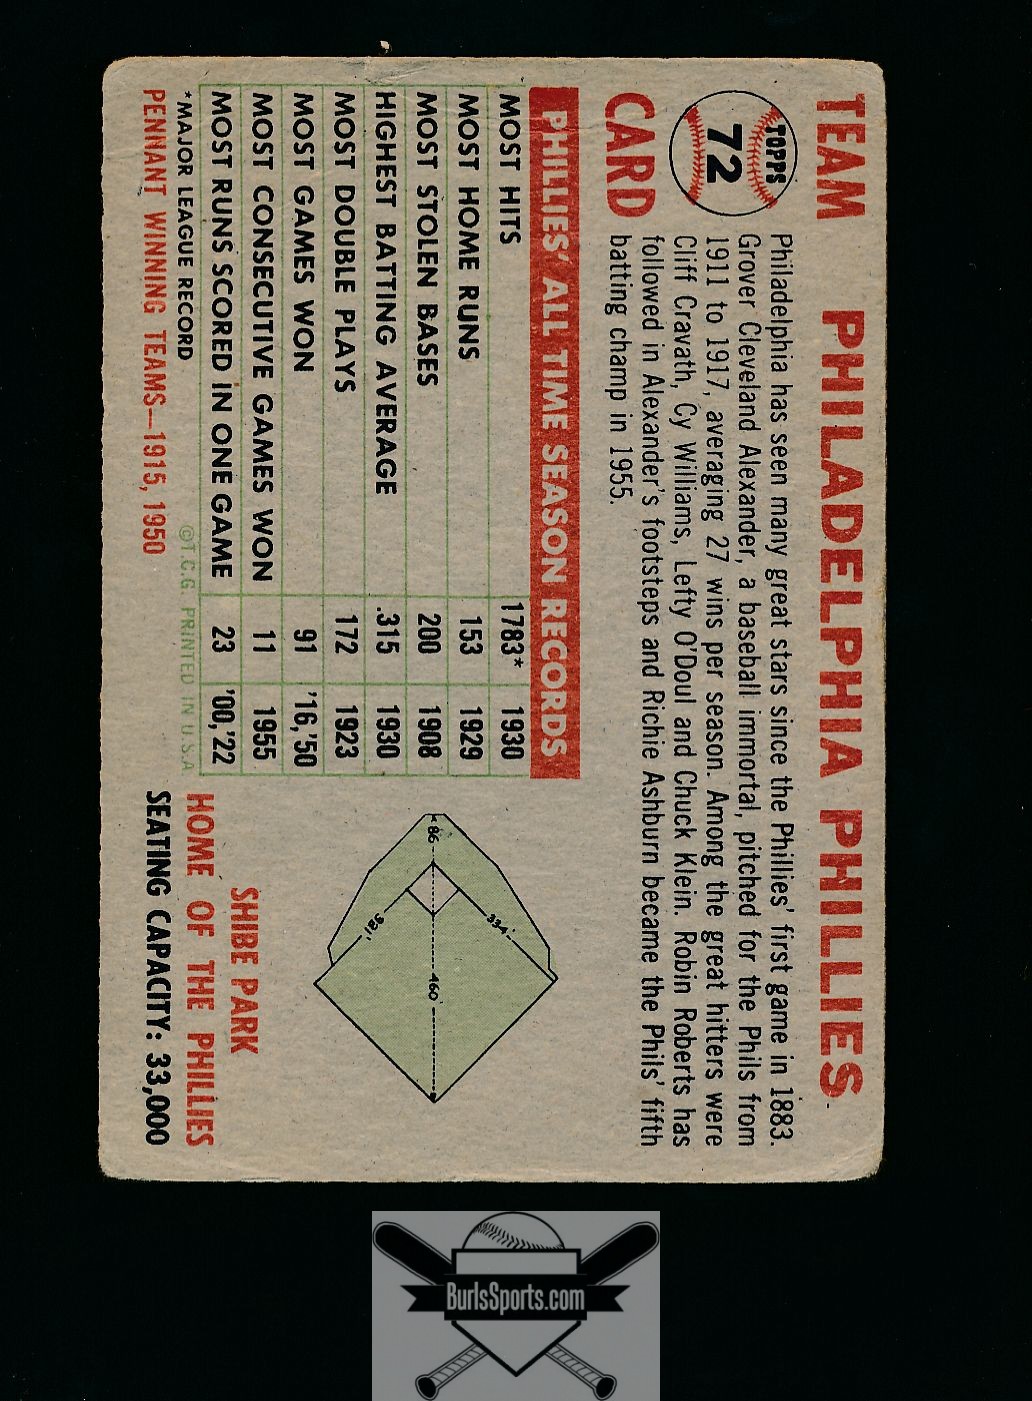 TEAM PHILADELPHIA PHILLIES
TOPPS
72
CARD
Philadelphia has seen many great stars since the Phillies' first game in 1883.
Grover Cleveland Alexander, a baseball immortal, pitched for the Phils from
1911 to 1917, averaging 27 wins per season. Among the great hitters were
Cliff Cravath, Cy Williams, Lefty O'Doul and Chuck Klein. Robin Roberts has
followed in Alexander's footsteps and Richie Ashburn became the Phils' fifth
batting champ in 1955.
PHILLIES' ALL TIME SEASON RECORDS
MOST HITS 1783* 1930
MOST HOME RUNS 153 1929
MOST STOLEN BASES 200 1908
HIGHEST BATTING AVERAGE .315 1930
MOST DOUBLE PLAYS 172 1923
MOST GAMES WON 91 '16,'50
MOST CONSECUTIVE GAMES WON 11 1955
MOST RUNS SCORED IN ONE GAME 23 '00,'22
*MAJOR LEAGUE RECORD
©T.C.G. PRINTED IN U.S.A
PENNANT WINNING TEAMS—1915, 1950
86
334'
460
SHIBE PARK
HOME OF THE PHILLIES
SEATING CAPACITY: 33,000
BurlsSports.com